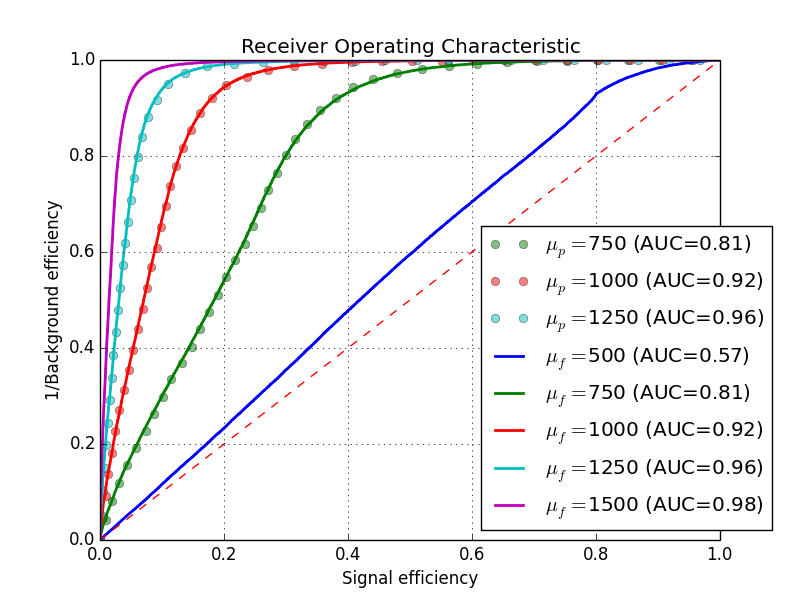 Receiver Operating Characteristic
1.0
0.8
0.6
0.4
0.2
0.0
1/Background efficiency
0.0 0.2 0.4 0.6 0.8 1.0
Signal efficiency
μp =750 (AUC=0.81)
μp =1000 (AUC=0.92)
μp =1250 (AUC=0.96)
μf =500 (AUC=0.57)
μf =750 (AUC=0.81)
μf =1000 (AUC=0.92)
μf =1250 (AUC=0.96)
μf =1500 (AUC=0.98)